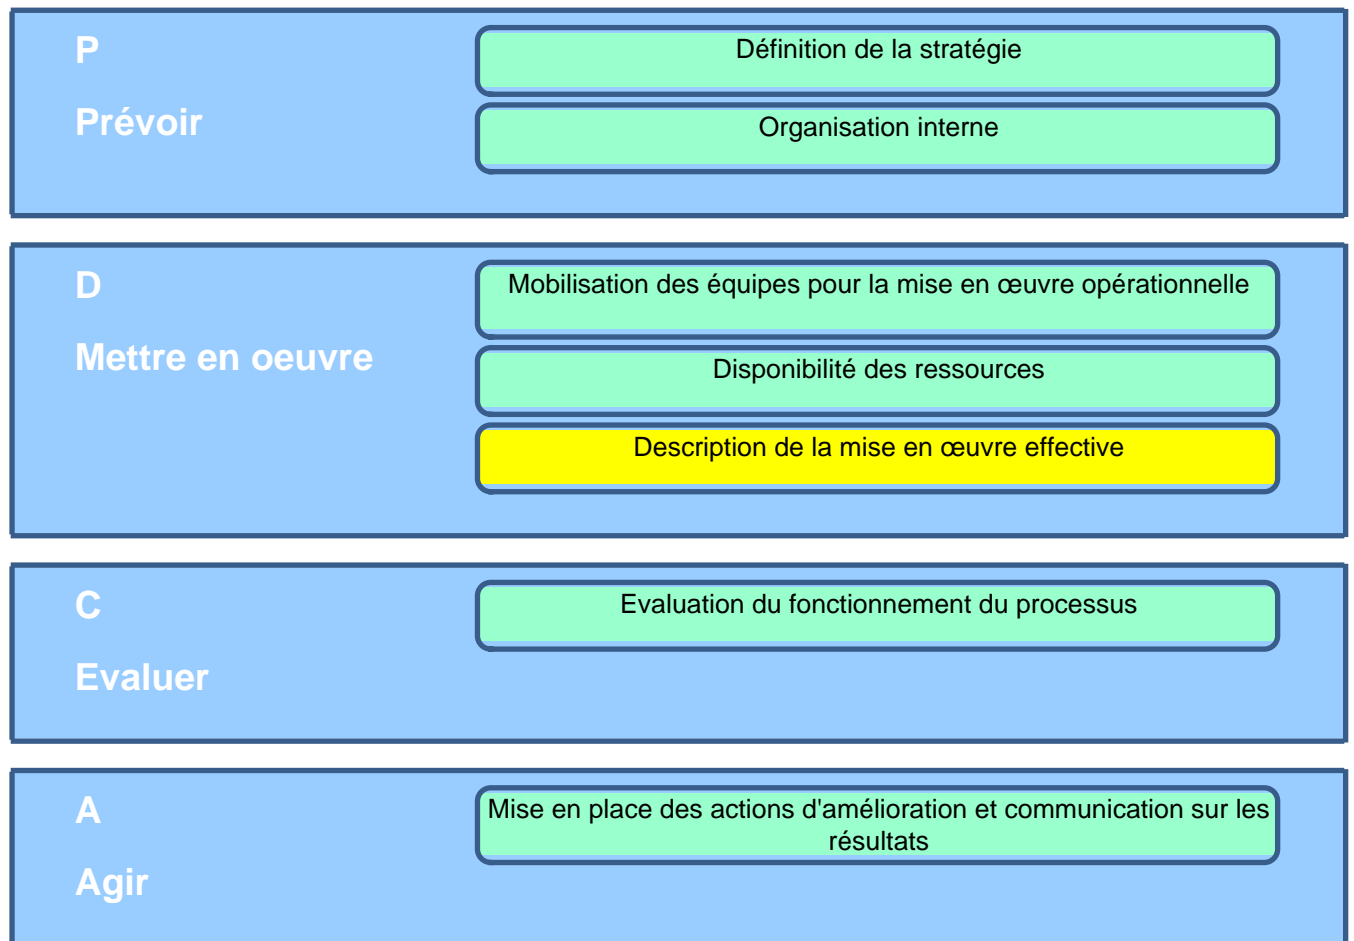 P
Définition de la stratégie
Prévoir
Organisation interne
D
Mobilisation des équipes pour la mise en œuvre opérationnelle
Mettre en oeuvre
Disponibilité des ressources
Description de la mise en œuvre effective
C
Evaluation du fonctionnement du processus
Evaluer
A
Mise en place des actions d'amélioration et communication sur les
résultats
Agir